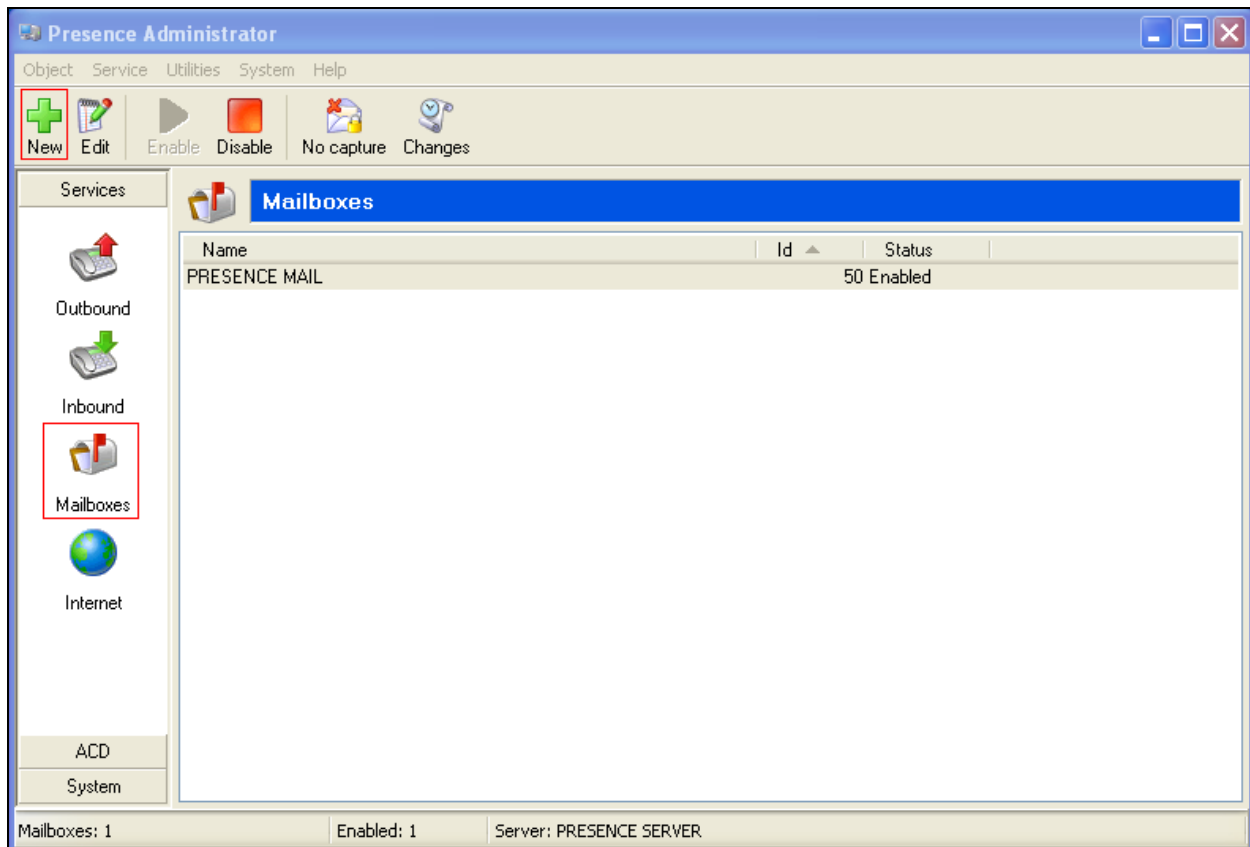 Presence Administrator
Object Service Utilities System Help
New Edit Enable Disable No capture Changes
Services
Mailboxes
Name Id Status
PRESENCE MAIL 50 Enabled
Outbound
Inbound
Mailboxes
Internet
ACD
System
Mailboxes: 1 Enabled: 1 Server: PRESENCE SERVER